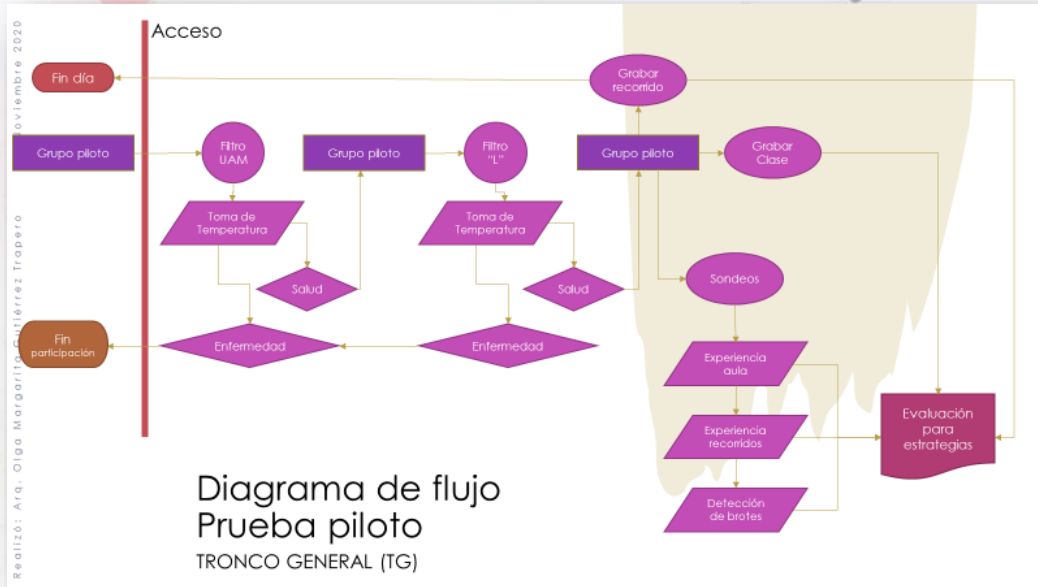 Acceso
Grabar
recorrido
Fin día
Grupo piloto
Filtro
UAM
Grupo piloto
Filtro
"L"
Grupo piloto
Grabar
Clase
Toma de
Temperatura
Toma de
Temperatura
Salud
Salud
Sondeos
Fin
participación
Enfermedad
Enfermedad
Experiencia
aula
Experiencia
recorridos
Evaluación
para
estrategias
Detección
de brotes
Diagrama de flujo
Prueba piloto
TRONCO GENERAL (TG)
Realizó: Arq. Olga Margarita Gutiérrez Trapero
oviembre 2020